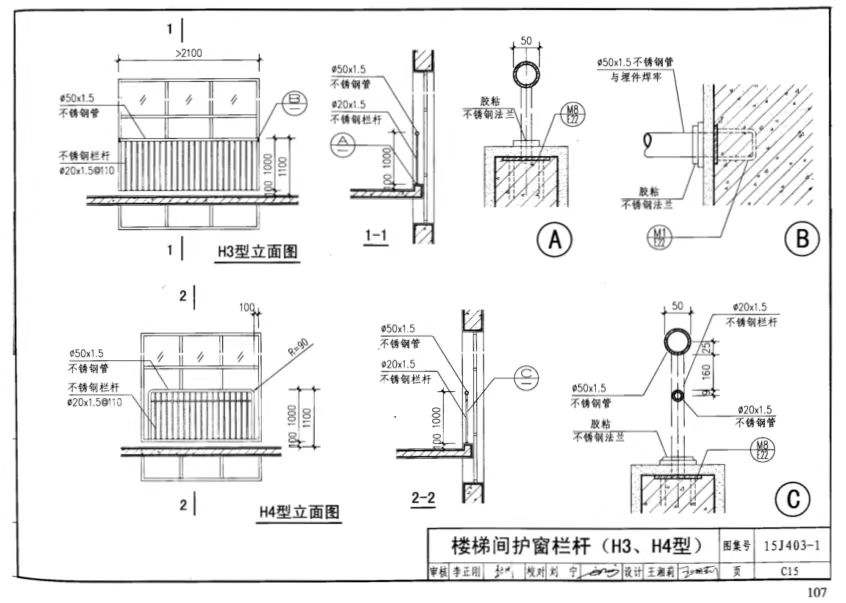 1
>2100
ø50x1.5
不锈钢管
B
不锈钢栏杆
ø20x1.5@110
100 1000
1100
1
H3型立面图
ø50x1.5
不锈钢管
ø20x1.5
不锈钢栏杆
A
100 1000
1-1
50
胶粘
不锈钢法兰
M8
E22
A
ø50x1.5不锈钢管
与埋件焊牢
胶粘
不锈钢法兰
M1
E22
B
2
100
ø50x1.5
不锈钢管
R=90
不锈钢栏杆
ø20x1.5@110
100 1000
1100
2
H4型立面图
ø50x1.5
不锈钢管
ø20x1.5
不锈钢栏杆
C
100 1000
2-2
50
ø20x1.5
不锈钢栏杆
25
160
9
ø50x1.5
不锈钢管
ø20x1.5
不锈钢管
胶粘
不锈钢法兰
M8
E22
C
楼梯间护窗栏杆（H3、H4型） 图集号 15J403-1
审核 李正刚 校对 刘 宁 设计 王湘莉 页 C15
107